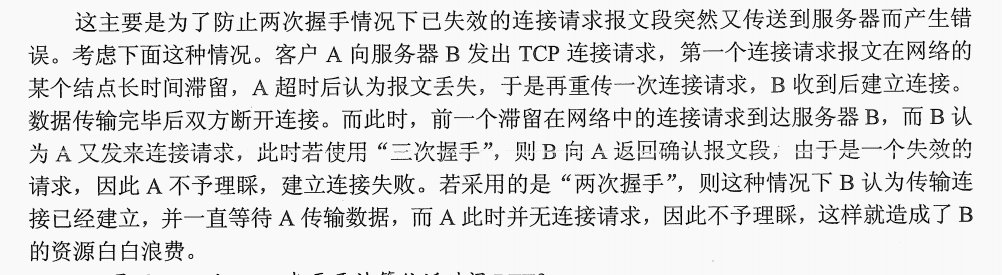 这主要是为了防止两次握手情况下已失效的连接请求报文段突然又传送到服务器而产生错
误。考虑下面这种情况。客户 A 向服务器 B 发出 TCP 连接请求，第一个连接请求报文在网络的
某个结点长时间滞留，A 超时后认为报文丢失，于是再重传一次连接请求，B 收到后建立连接。
数据传输完毕后双方断开连接。而此时，前一个滞留在网络中的连接请求到达服务器 B，而 B 认
为 A 又发来连接请求，此时若使用“三次握手”，则 B 向 A 返回确认报文段，由于是一个失效的
请求，因此 A 不予理睬，建立连接失败。若采用的是“两次握手”，则这种情况下 B 认为传输连
接已经建立，并一直等待 A 传输数据，而 A 此时并无连接请求，因此不予理睬，这样就造成了 B
的资源白白浪费。